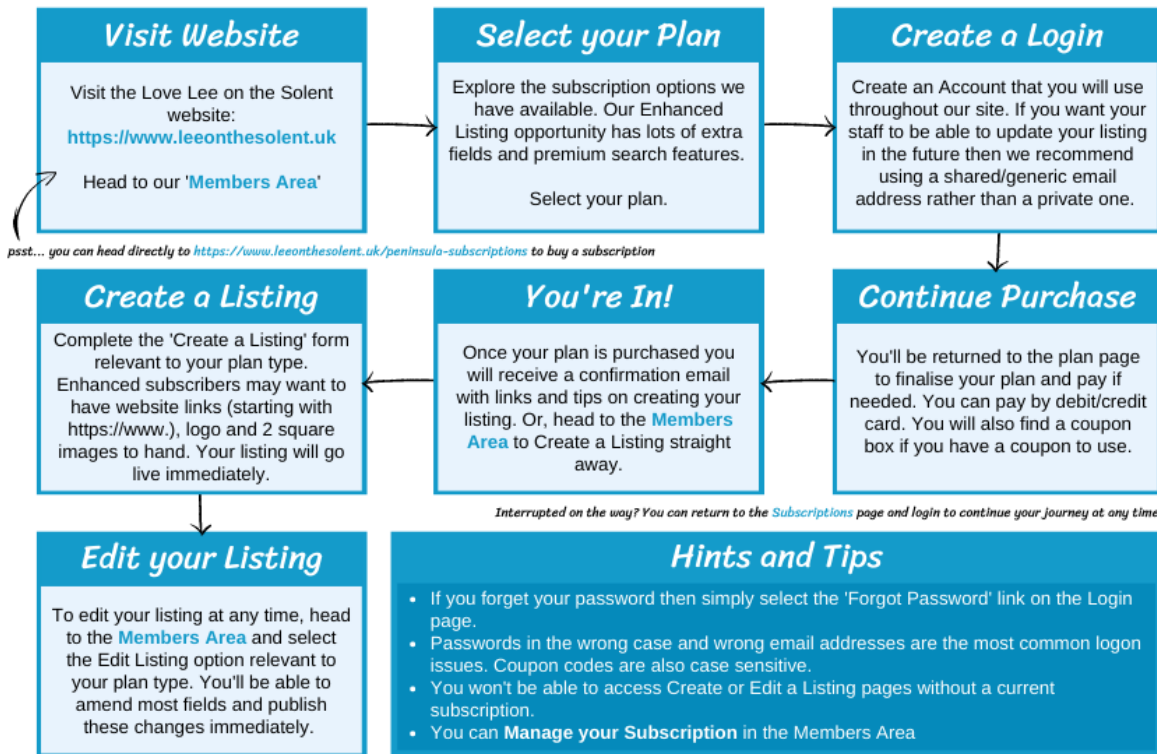 Visit Website
Visit the Love Lee on the Solent
website:
https://www.leeonthesolent.uk
Head to our 'Members Area'
Select your Plan
Explore the subscription options we
have available. Our Enhanced
Listing opportunity has lots of extra
fields and premium search features.
Select your plan.
Create a Login
Create an Account that you will use
throughout our site. If you want your
staff to be able to update your listing
in the future then we recommend
using a shared/generic email
address rather than a private one.
psst... you can head directly to https://www.leeonthesolent.uk/peninsula-subscriptions to buy a subscription
Continue Purchase
You'll be returned to the plan page
to finalise your plan and pay if
needed. You can pay by debit/credit
card. You will also find a coupon
box if you have a coupon to use.
You're In!
Once your plan is purchased you
will receive a confirmation email
with links and tips on creating your
listing. Or, head to the Members
Area to Create a Listing straight
away.
Create a Listing
Complete the 'Create a Listing' form
relevant to your plan type.
Enhanced subscribers may want to
have website links (starting with
https://www.), logo and 2 square
images to hand. Your listing will go
live immediately.
Interrupted on the way? You can return to the Subscriptions page and login to continue your journey at any time
Edit your Listing
To edit your listing at any time, head
to the Members Area and select
the Edit Listing option relevant to
your plan type. You'll be able to
amend most fields and publish
these changes immediately.
Hints and Tips
• If you forget your password then simply select the 'Forgot Password' link on the Login
page.
• Passwords in the wrong case and wrong email addresses are the most common logon
issues. Coupon codes are also case sensitive.
• You won't be able to access Create or Edit a Listing pages without a current
subscription.
• You can Manage your Subscription in the Members Area